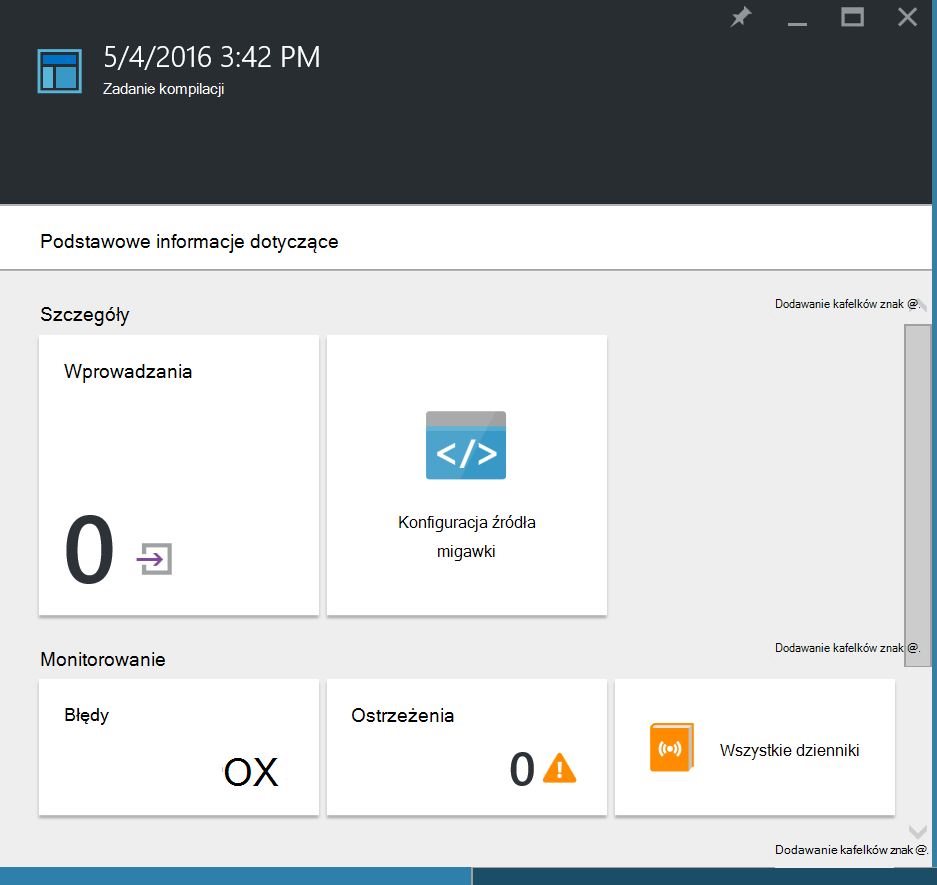 5/4/2016 3:42 PM
Zadanie kompilacji
Podstawowe informacje dotyczące
Dodawanie kafelków znak @.
Szczegóły
Wprowadzania
0
</>
Konfiguracja źródła
migawki
Dodawanie kafelków znak @.
Monitorowanie
Błędy
OX
Ostrzeżenia
0
Wszystkie dzienniki
Dodawanie kafelków znak @.